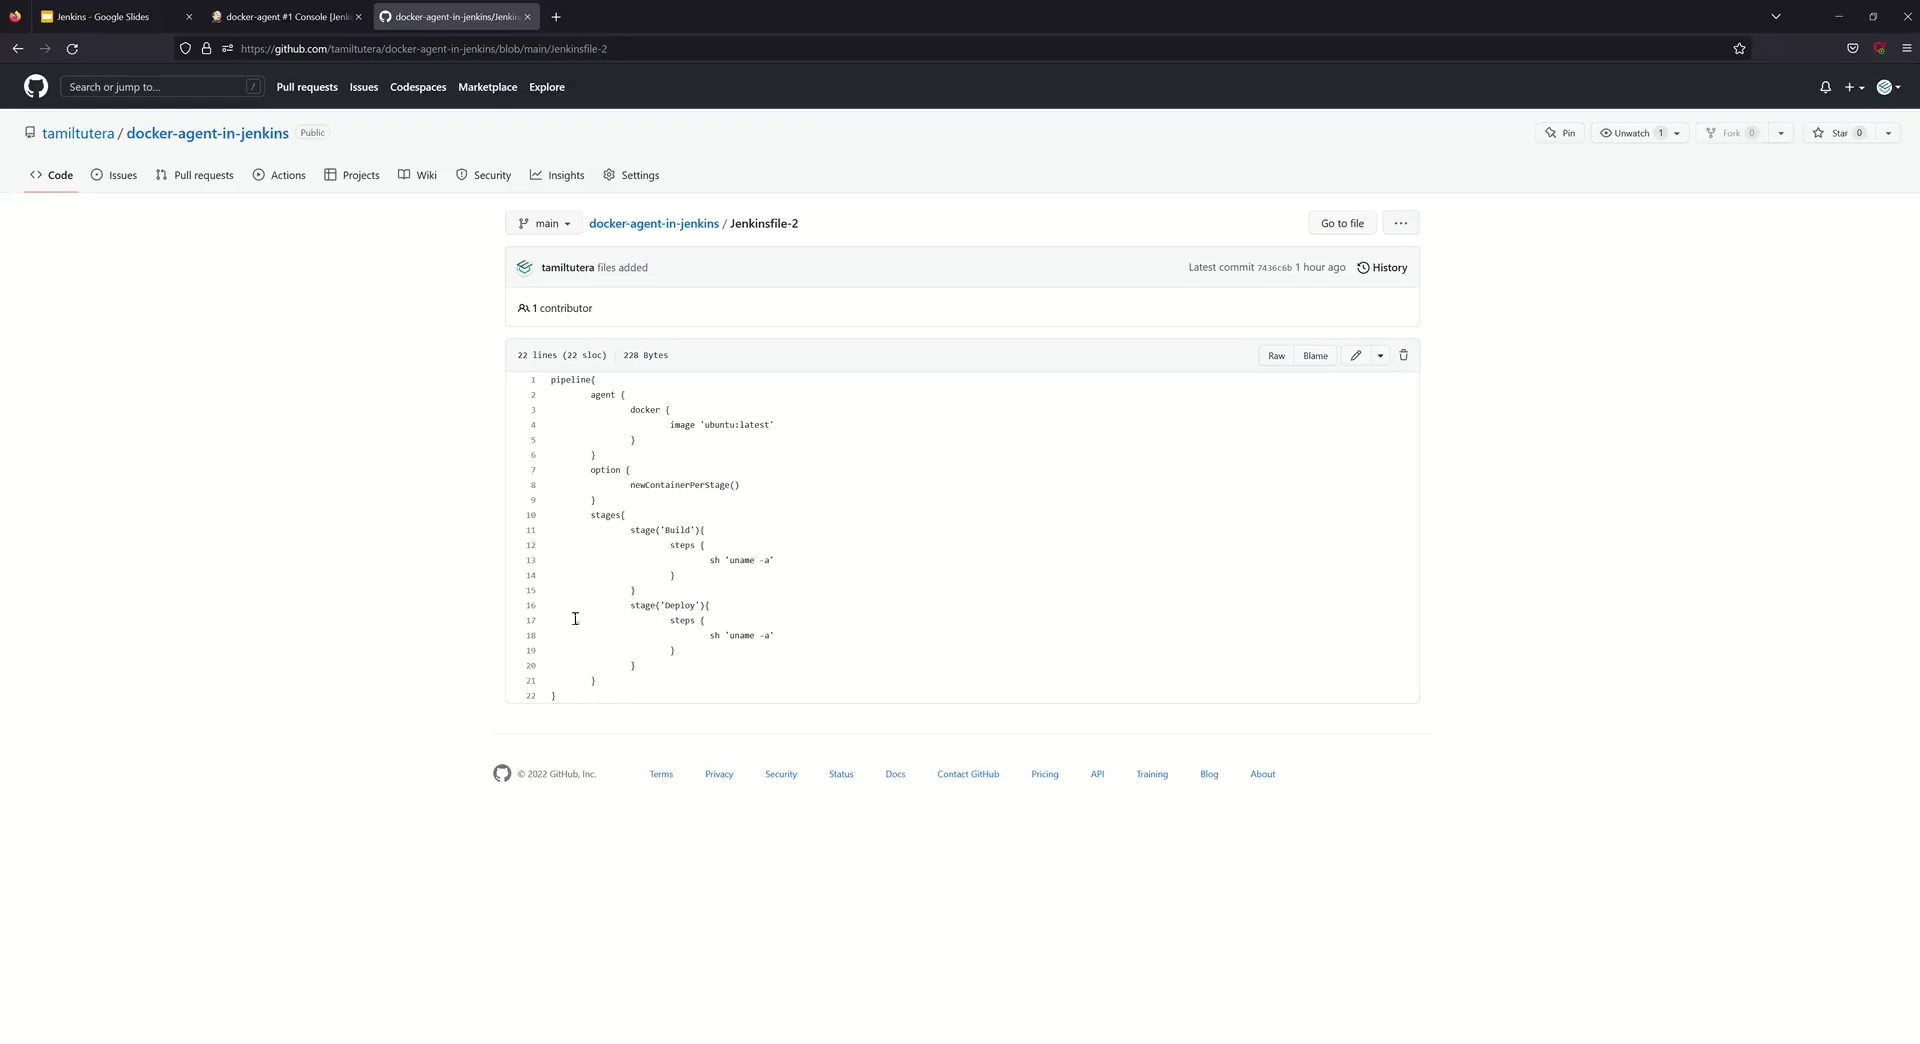 Jenkins - Google Slides
docker-agent #1 Console [Jenk
docker-agent-in-jenkins/Jenkin
https://github.com/tamiltutera/docker-agent-in-jenkins/blob/main/Jenkinsfile-2
Search or jump to... /
Pull requests Issues Codespaces Marketplace Explore
tamiltutera / docker-agent-in-jenkins Public
Pin Unwatch 1 Fork 0 Star 0
Code Issues Pull requests Actions Projects Wiki Security Insights Settings
main docker-agent-in-jenkins / Jenkinsfile-2 Go to file ...
tamiltutera files added Latest commit 7436c6b 1 hour ago History
1 contributor
22 lines (22 sloc) 228 Bytes Raw Blame
1 pipeline{
2 agent {
3 docker {
4 image 'ubuntu:latest'
5 }
6 }
7 option {
8 newContainerPerStage()
9 }
10 stages{
11 stage('Build'){
12 steps {
13 sh 'uname -a'
14 }
15 }
16 stage('Deploy'){
17 steps {
18 sh 'uname -a'
19 }
20 }
21 }
22 }
© 2022 GitHub, Inc. Terms Privacy Security Status Docs Contact GitHub Pricing API Training Blog About